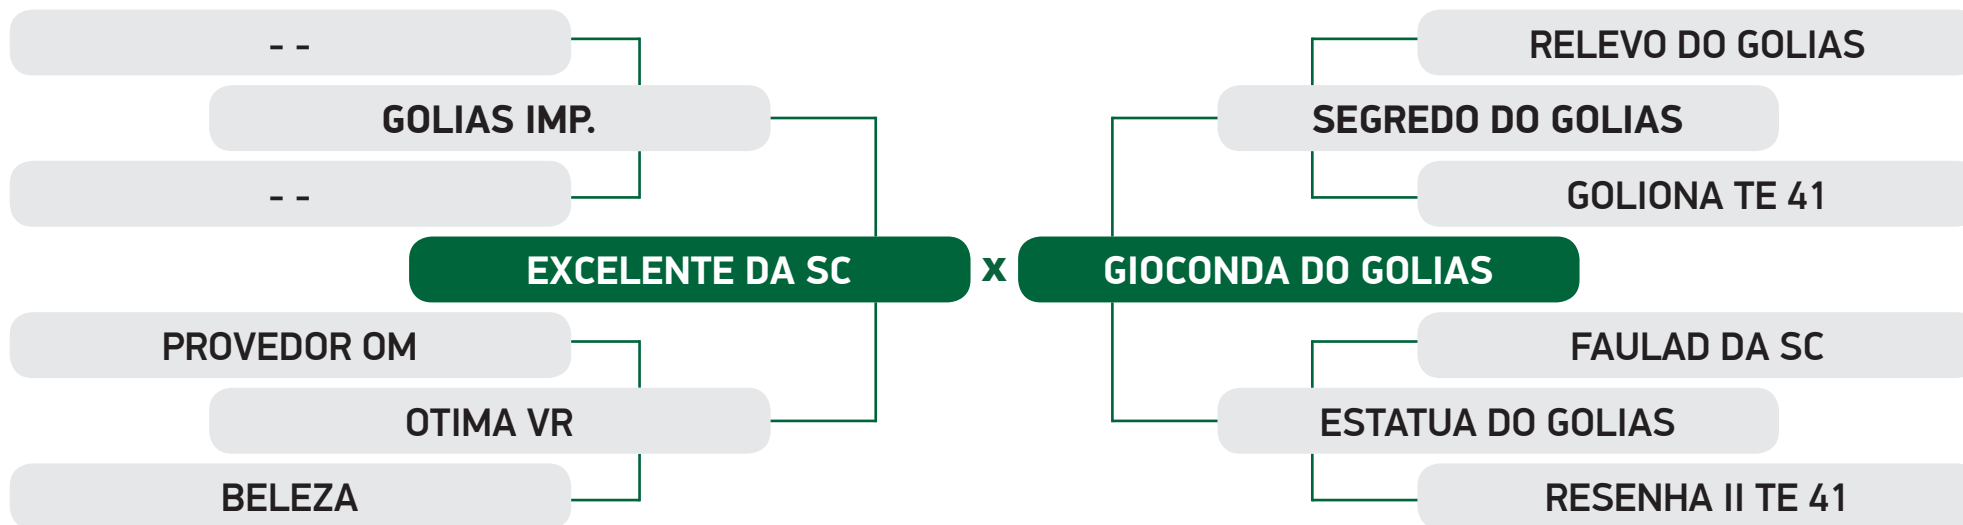 - -
RELEVO DO GOLIAS
GOLIAS IMP.
SEGREDO DO GOLIAS
- -
GOLIONA TE 41
EXCELENTE DA SC x GIOCONDA DO GOLIAS
PROVEDOR OM
FAULAD DA SC
OTIMA VR
ESTATUA DO GOLIAS
BELEZA
RESENHA II TE 41